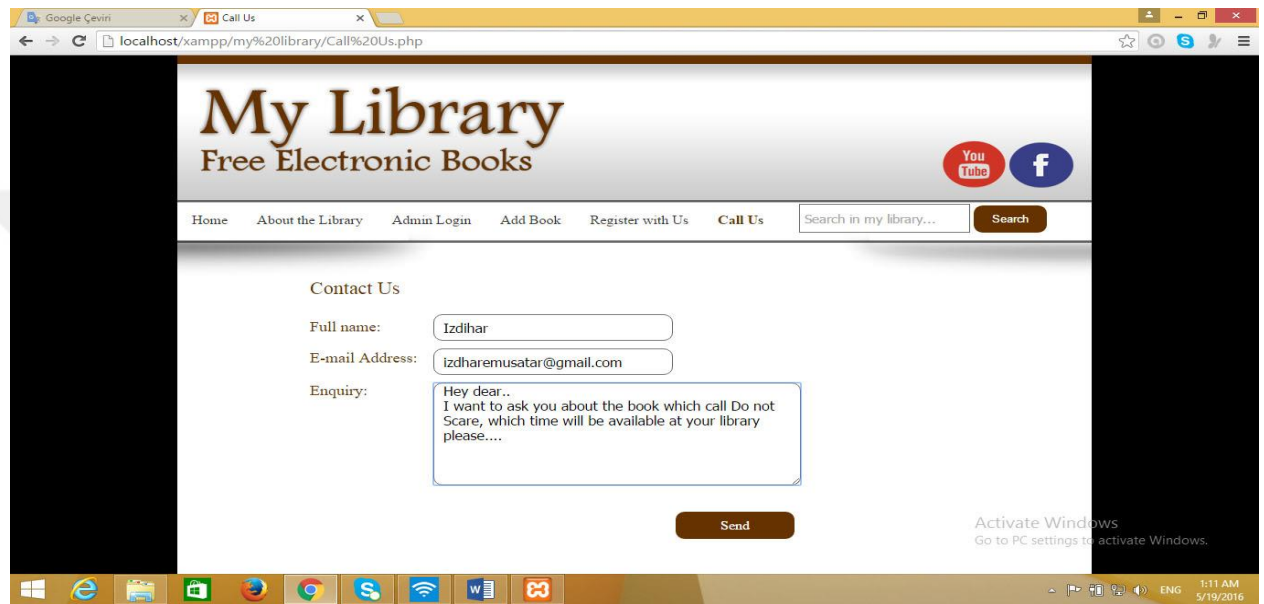 Google Çeviri
Call Us
localhost/xampp/my%20library/Call%20Us.php
My Library
Free Electronic Books
You
Tube
f
Home About the Library Admin Login Add Book Register with Us Call Us Search in my library... Search
Contact Us
Full name: Izdihar
E-mail Address: izdharemusatar@gmail.com
Enquiry:
Hey dear..
I want to ask you about the book which call Do not
Scare, which time will be available at your library
please....
Send
Activate Windows
Go to PC settings to activate Windows.
ENG
1:11 AM
5/19/2016